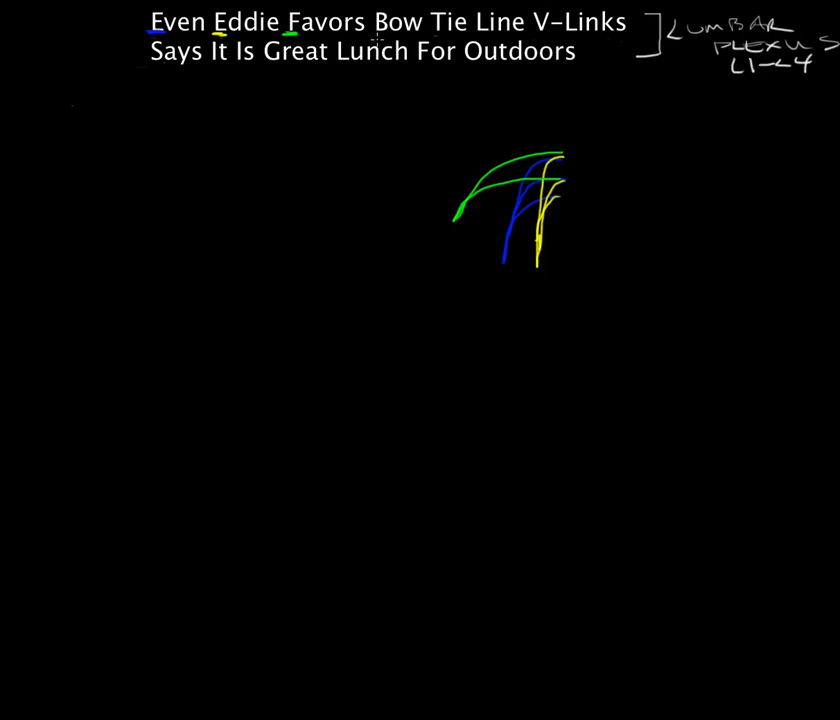 Even Eddie Favors Bow Tie Line V-Links
Says It Is Great Lunch For Outdoors
LUMBAR
PLEXUS
L1-L4